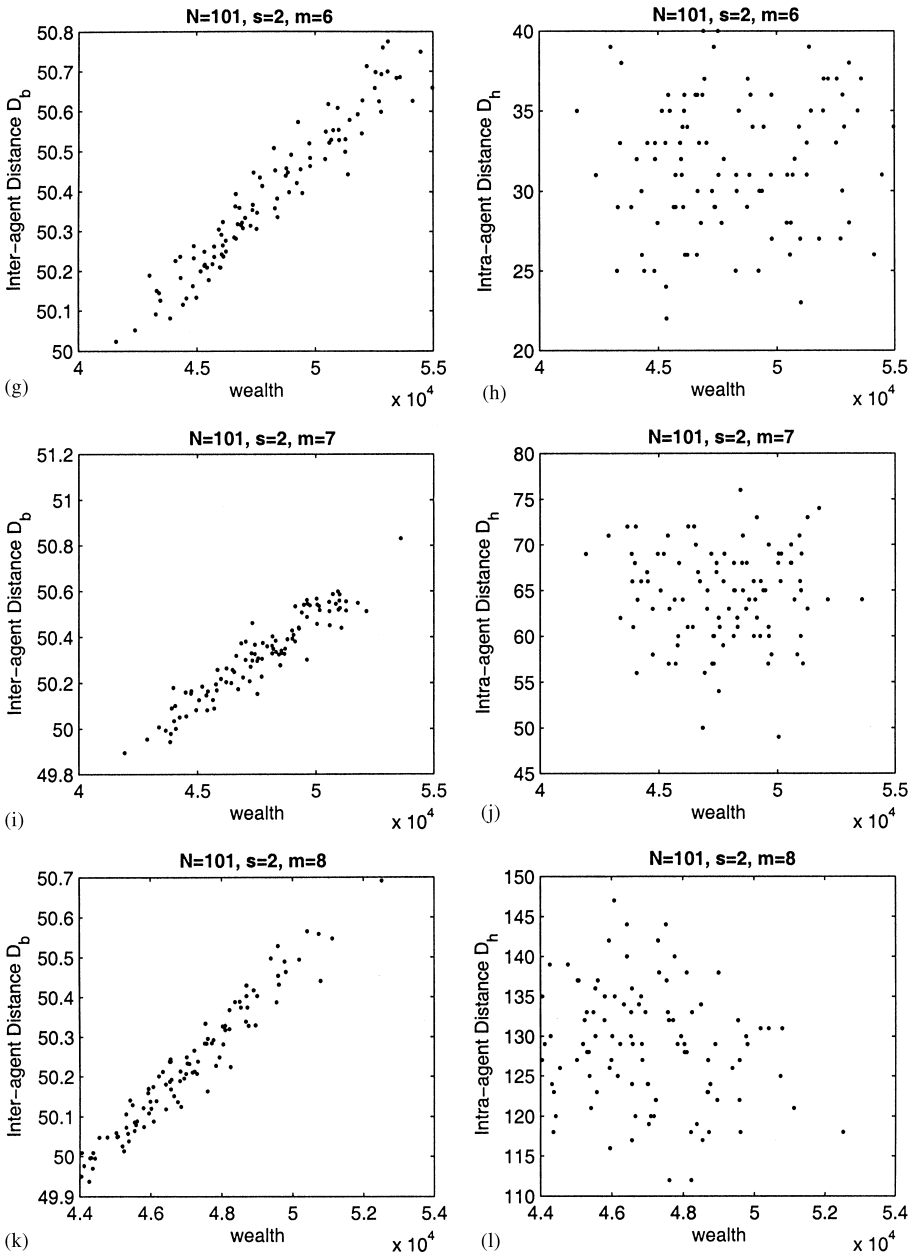 N=101, s=2, m=6
50.8
50.7
50.6
50.5
50.4
50.3
50.2
50.1
50
4
4.5
5
5.5
x 10^4
wealth
Inter-agent Distance D_b
(g)
N=101, s=2, m=6
40
35
30
25
20
4
4.5
5
5.5
x 10^4
wealth
Intra-agent Distance D_h
(h)
N=101, s=2, m=7
51.2
51
50.8
50.6
50.4
50.2
50
49.8
4
4.5
5
5.5
x 10^4
wealth
Inter-agent Distance D_b
(i)
N=101, s=2, m=7
80
75
70
65
60
55
50
45
4
4.5
5
5.5
x 10^4
wealth
Intra-agent Distance D_h
(j)
N=101, s=2, m=8
50.7
50.6
50.5
50.4
50.3
50.2
50.1
50
49.9
4.4
4.6
4.8
5
5.2
5.4
x 10^4
wealth
Inter-agent Distance D_b
(k)
N=101, s=2, m=8
150
145
140
135
130
125
120
115
110
4.4
4.6
4.8
5
5.2
5.4
x 10^4
wealth
Intra-agent Distance D_h
(l)